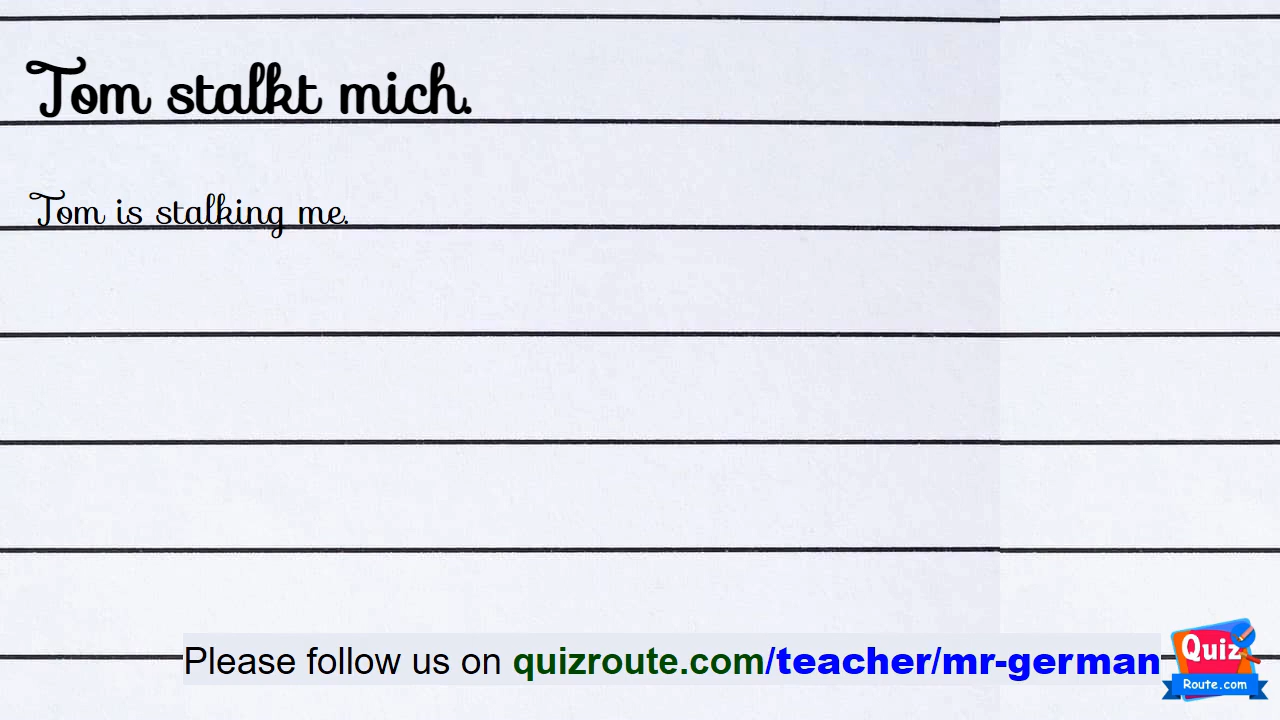 Tom stalkt mich.
Tom is stalking me.
Please follow us on quizroute.com/teacher/mr-german
Quiz
Route.com